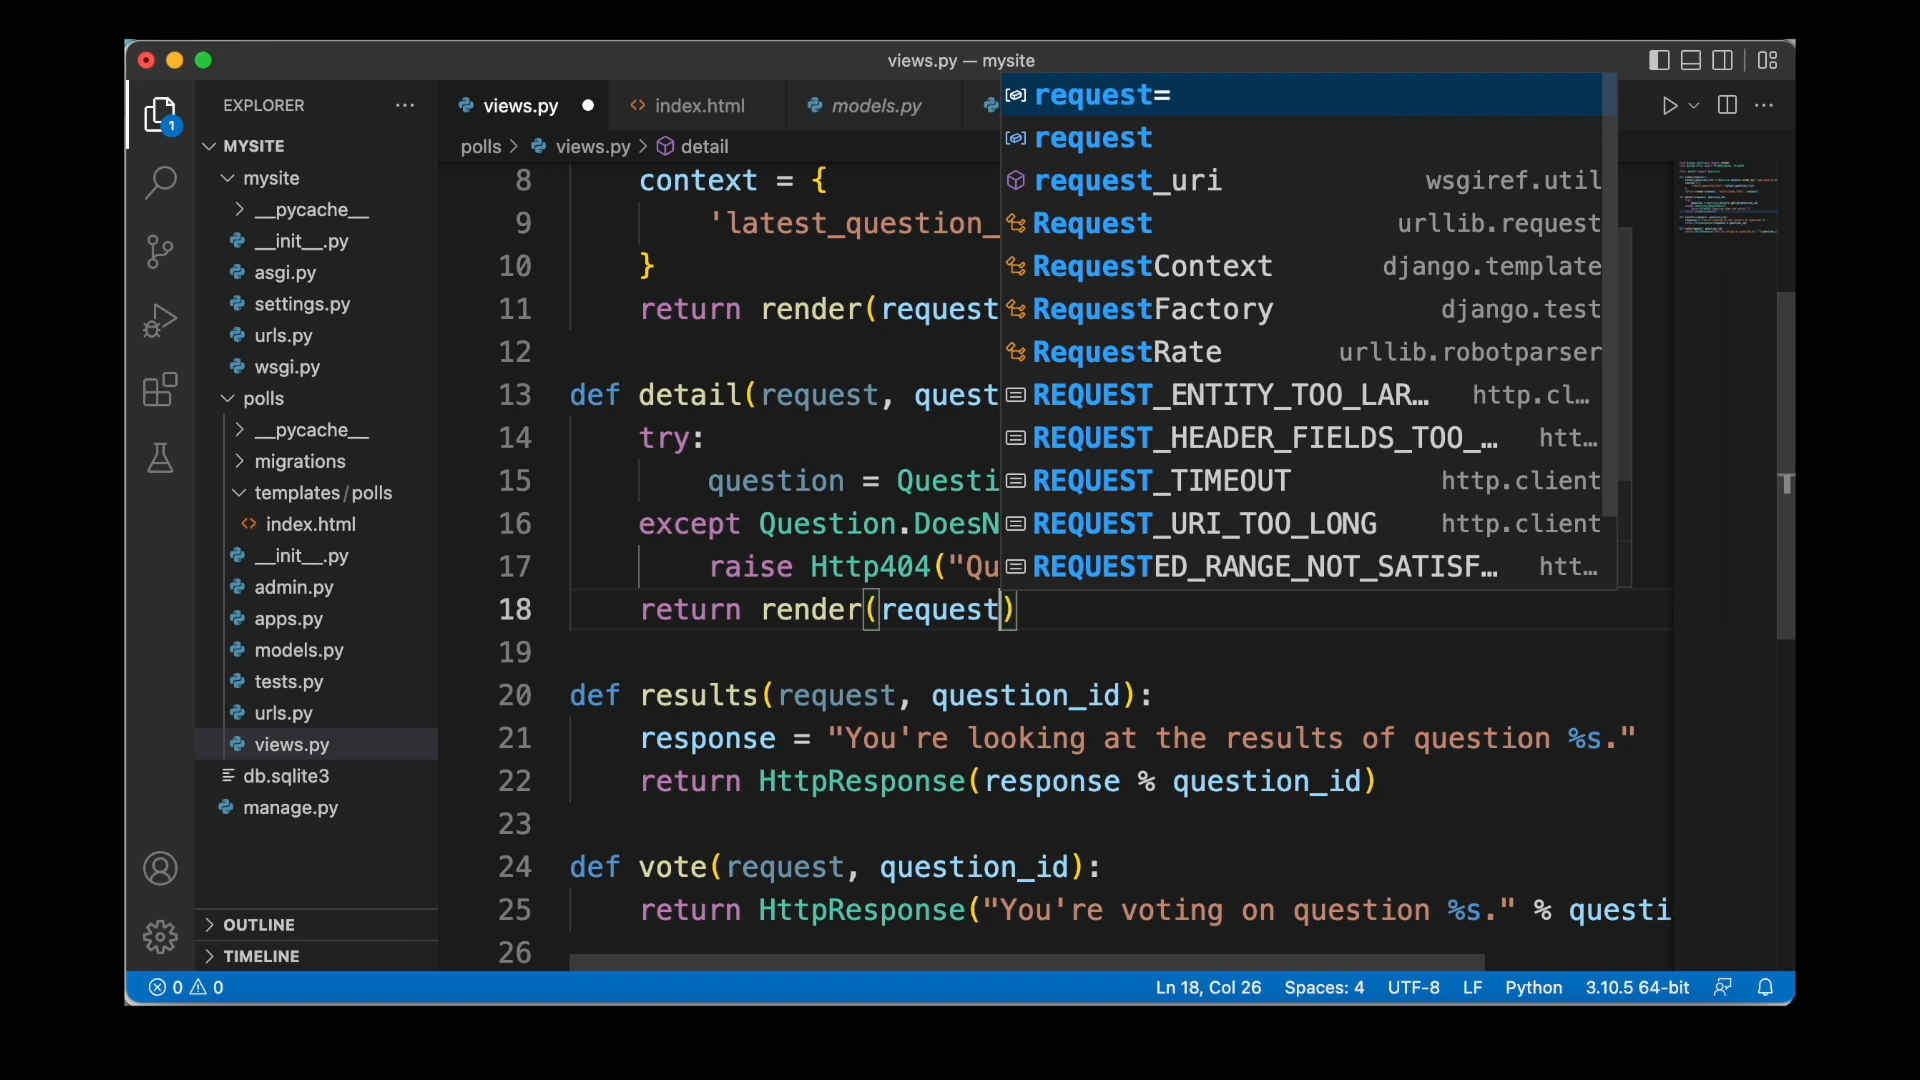 views.py — mysite
EXPLORER
views.py
index.html
models.py
polls > views.py > detail
MYSITE
mysite
__pycache__
__init__.py
asgi.py
settings.py
urls.py
wsgi.py
polls
__pycache__
migrations
templates/polls
index.html
__init__.py
admin.py
apps.py
models.py
tests.py
urls.py
views.py
db.sqlite3
manage.py
OUTLINE
TIMELINE
1
8 context = {
9 'latest_question_
10 }
11 return render(request
12
13 def detail(request, quest
14 try:
15 question = Questi
16 except Question.DoesN
17 raise Http404("Qu
18 return render(request)
19
20 def results(request, question_id):
21 response = "You're looking at the results of question %s."
22 return HttpResponse(response % question_id)
23
24 def vote(request, question_id):
25 return HttpResponse("You're voting on question %s." % questi
26
request=
request
request_uri wsgiref.util
Request urllib.request
RequestContext django.template
RequestFactory django.test
RequestRate urllib.robotparser
REQUEST_ENTITY_TOO_LAR… http.cl…
REQUEST_HEADER_FIELDS_TOO_… htt…
REQUEST_TIMEOUT http.client
REQUEST_URI_TOO_LONG http.client
REQUESTED_RANGE_NOT_SATISF… htt…
0 0
Ln 18, Col 26 Spaces: 4 UTF-8 LF Python 3.10.5 64-bit